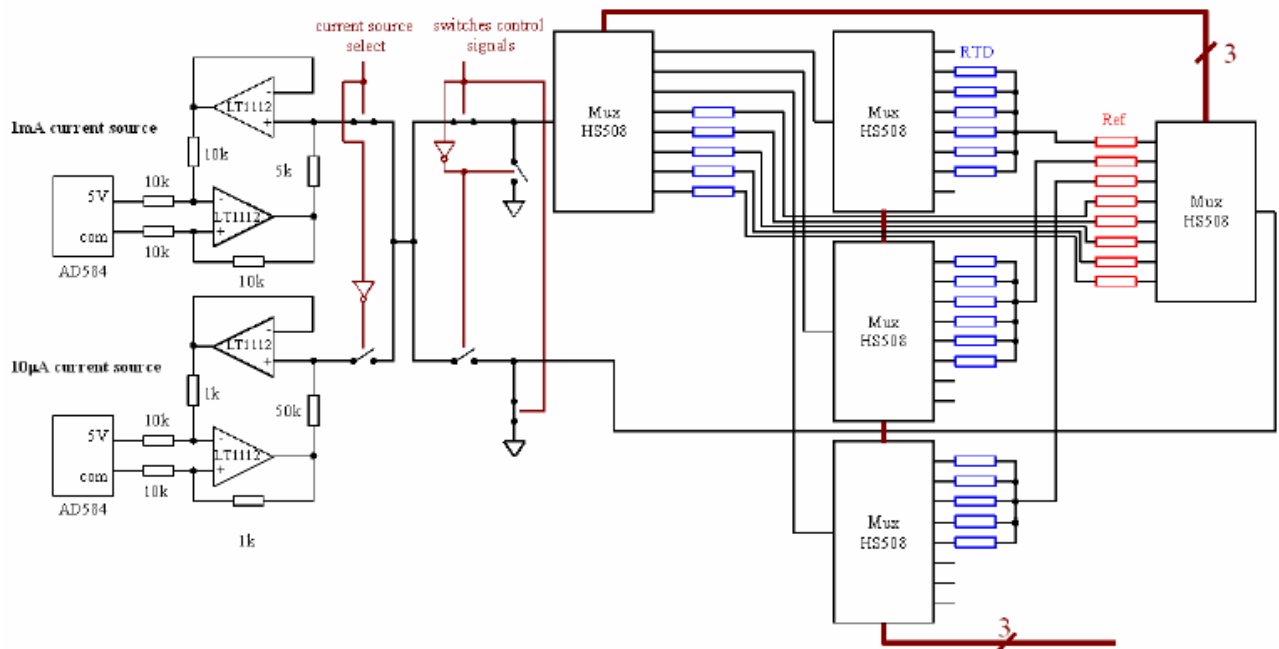 current source
select
switches control
signals
3
RTD
Mux
HS508
Mux
HS508
LT1112
-
+
1mA current source
10k
5k
Ref
Mux
HS508
10k
5V
-
LT1112
+
com
10k
10k
AD584
Mux
HS508
LT1112
-
+
10µA current source
1k
50k
10k
5V
-
LT1112
+
com
10k
AD584
1k
Mux
HS508
3